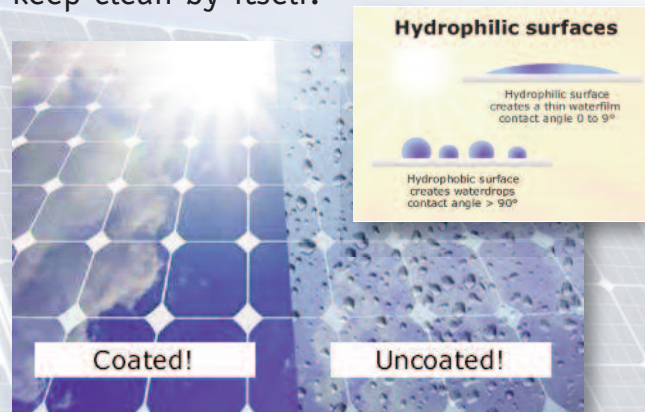 keep clean by itself.
Hydrophilic surfaces
Hydrophilic surface
creates a thin waterfilm
contact angle 0 to 9°
Hydrophobic surface
creates waterdrops
contact angle > 90°
Coated!
Uncoated!